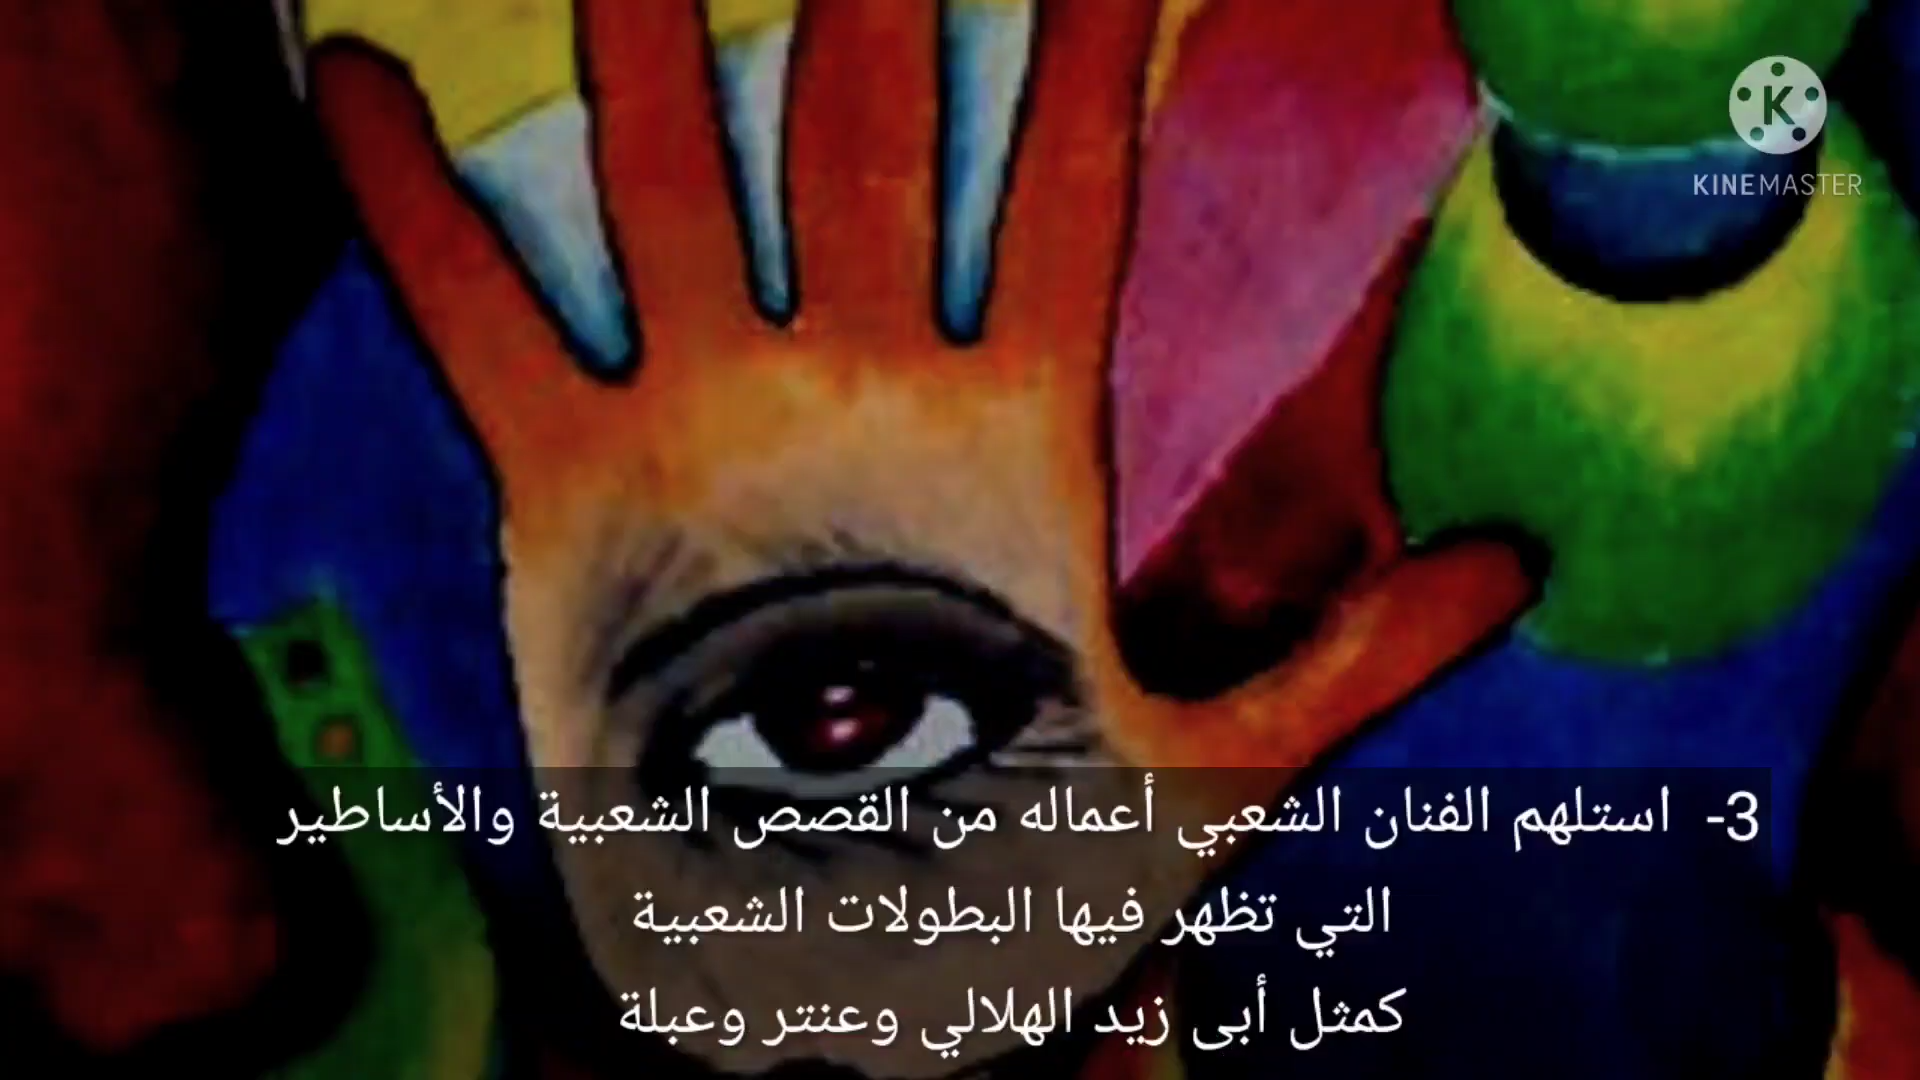 K
KINEMASTER
3- استلهم الفنان الشعبي أعماله من القصص الشعبية والأساطير
التي تظهر فيها البطولات الشعبية
كمثل أبى زيد الهلالي وعنتر وعبلة